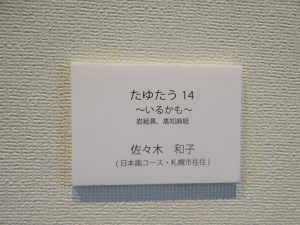 たゆたう 14
～いるかも～
岩絵具、高知麻紙
佐々木　和子
（日本画コース・札幌市在住）